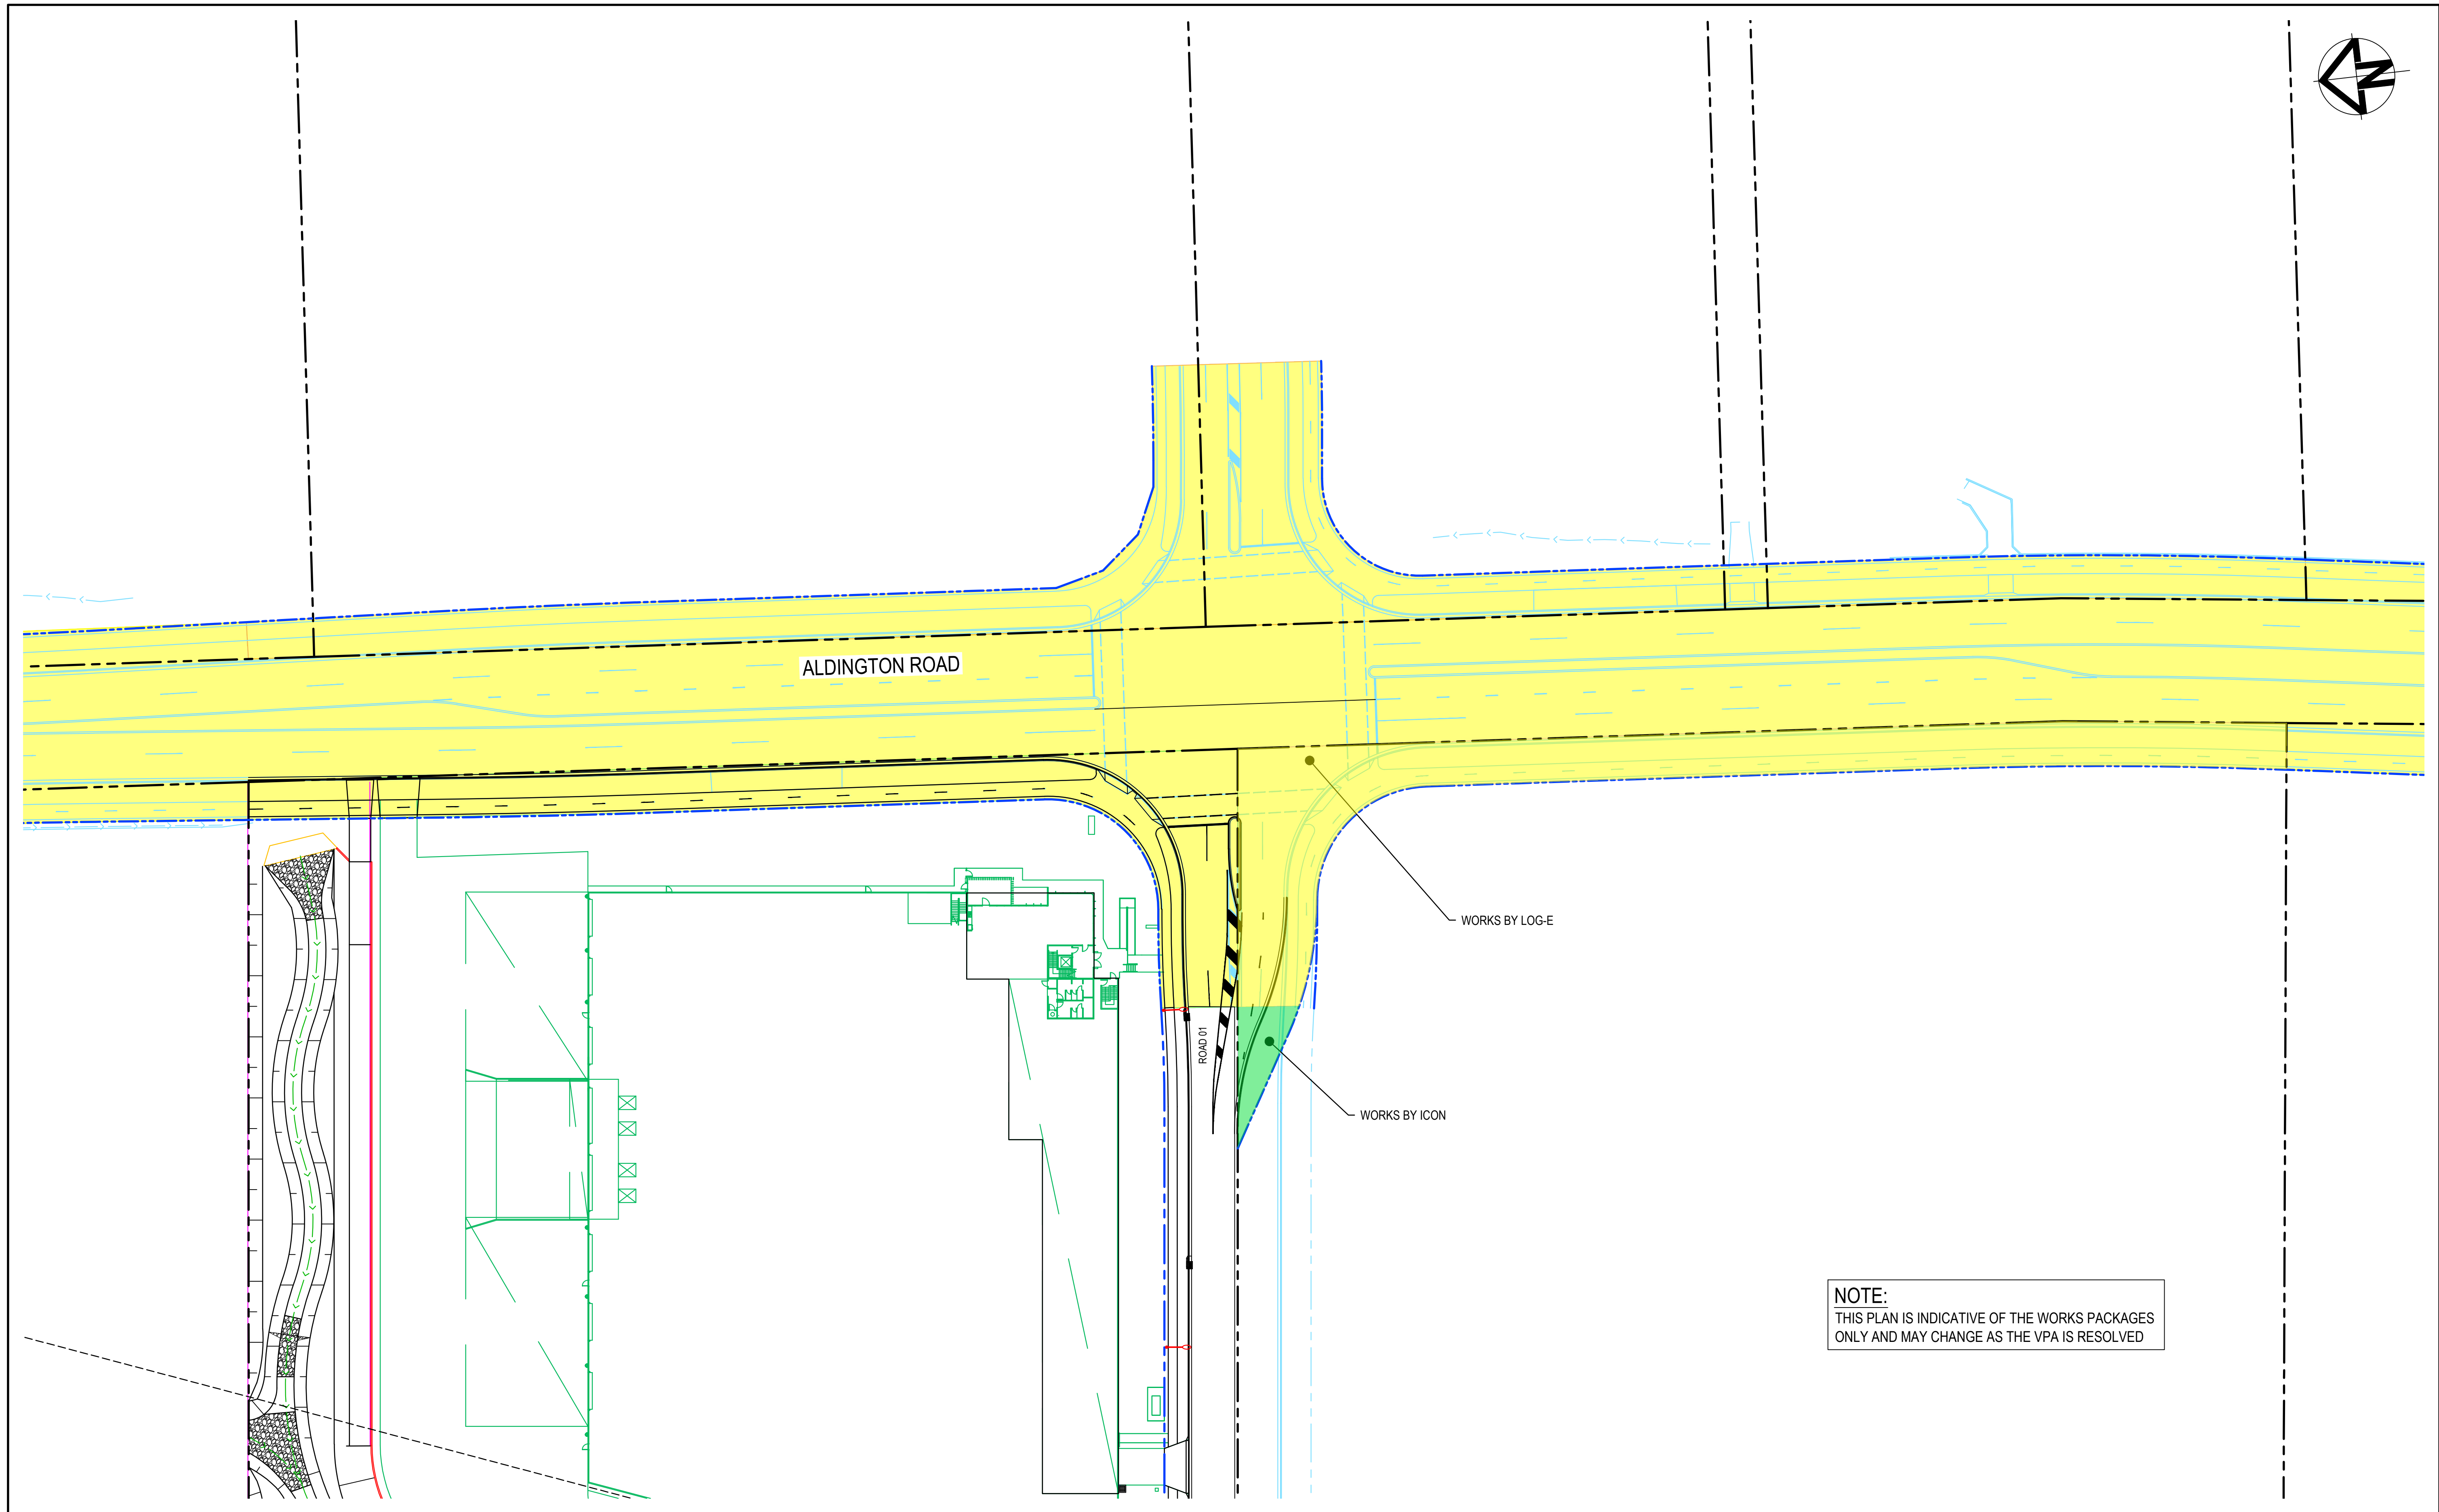 N
ALDINGTON ROAD
WORKS BY LOG-E
ROAD 01
WORKS BY ICON
NOTE:
THIS PLAN IS INDICATIVE OF THE WORKS PACKAGES
ONLY AND MAY CHANGE AS THE VPA IS RESOLVED